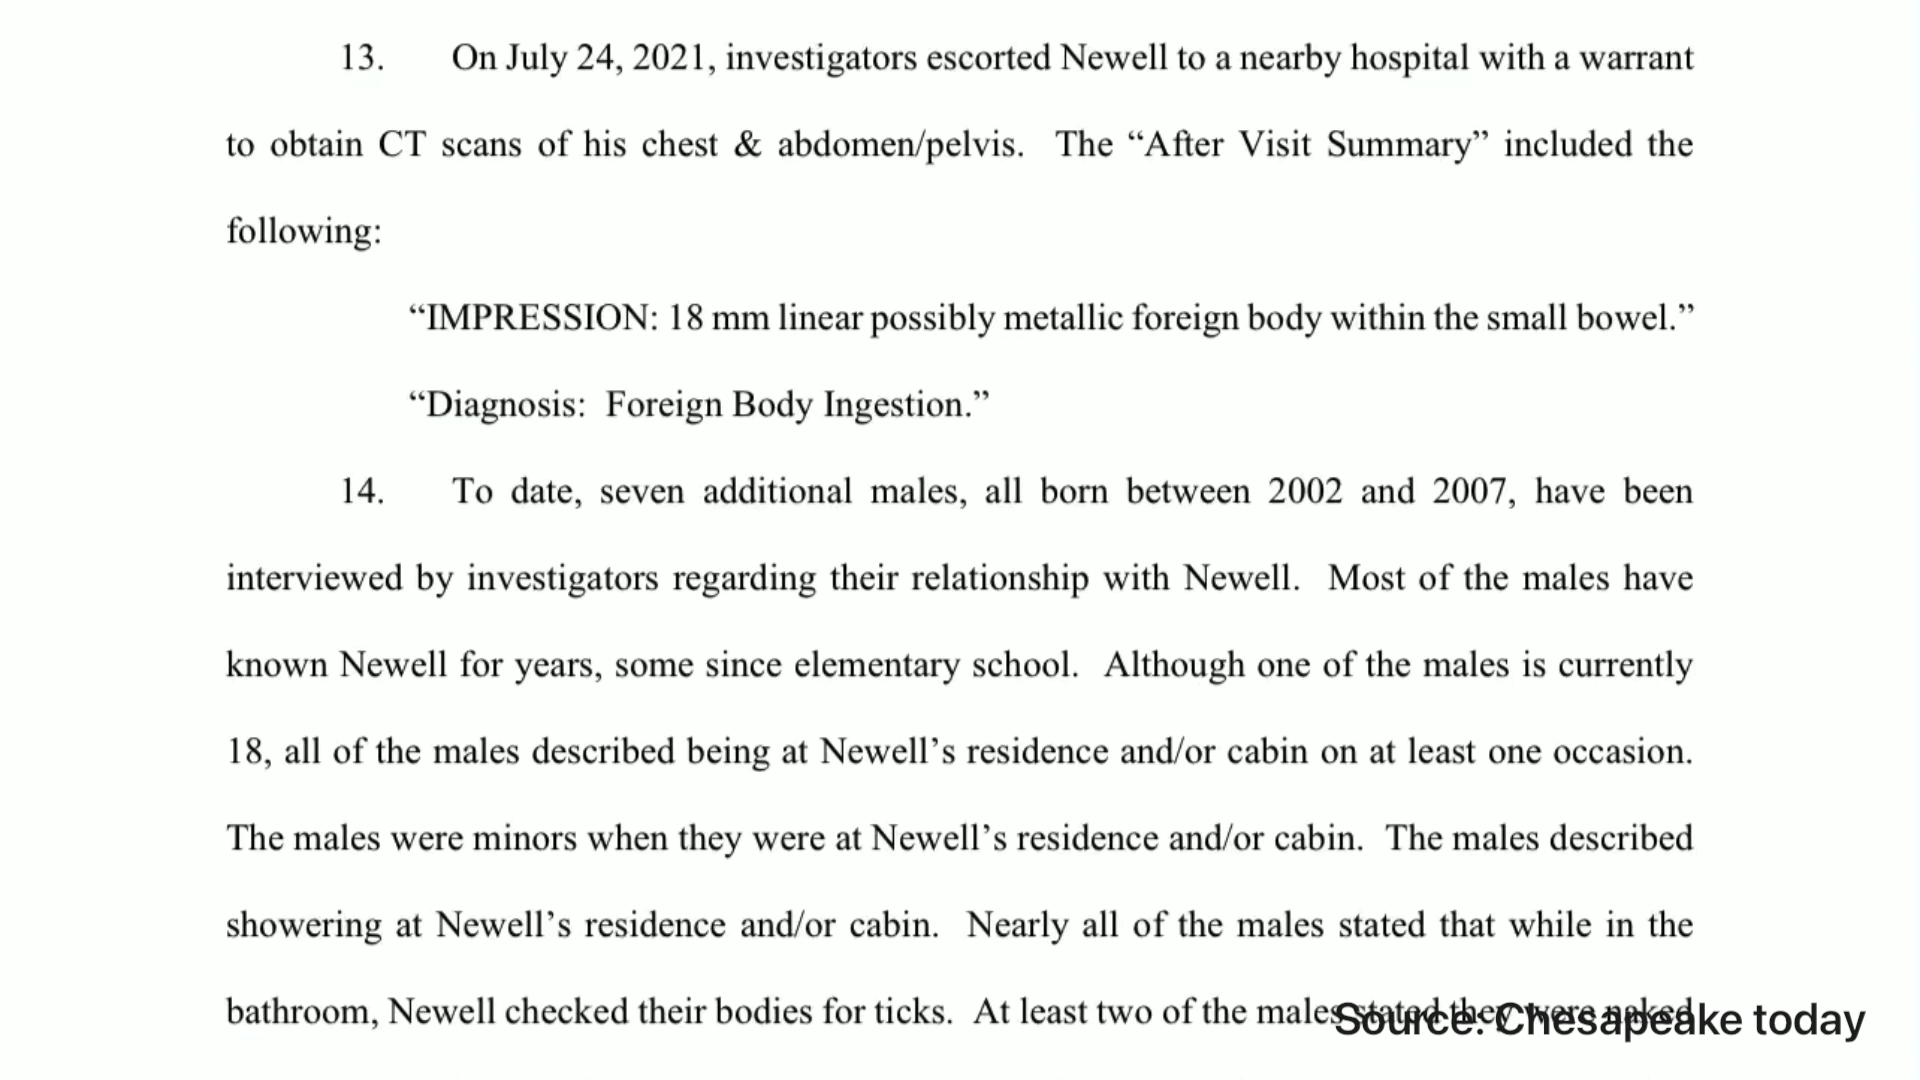 13. On July 24, 2021, investigators escorted Newell to a nearby hospital with a warrant
to obtain CT scans of his chest & abdomen/pelvis. The “After Visit Summary” included the
following:
“IMPRESSION: 18 mm linear possibly metallic foreign body within the small bowel.”
“Diagnosis: Foreign Body Ingestion.”
14. To date, seven additional males, all born between 2002 and 2007, have been
interviewed by investigators regarding their relationship with Newell. Most of the males have
known Newell for years, some since elementary school. Although one of the males is currently
18, all of the males described being at Newell’s residence and/or cabin on at least one occasion.
The males were minors when they were at Newell’s residence and/or cabin. The males described
showering at Newell’s residence and/or cabin. Nearly all of the males stated that while in the
bathroom, Newell checked their bodies for ticks. At least two of the males stated they were naked
Source: Chesapeake today